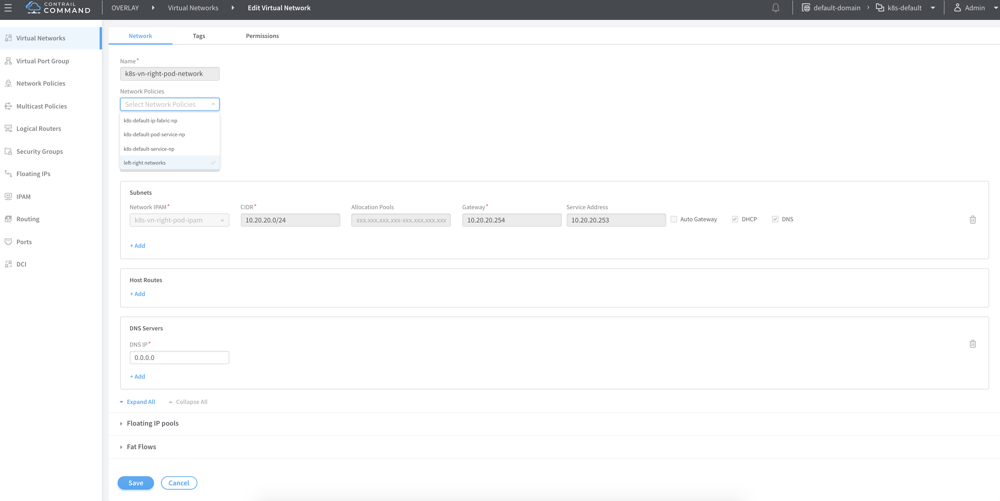 CONTRAIL
COMMAND
OVERLAY Virtual Networks Edit Virtual Network
default-domain k8s-default Admin
Virtual Networks
Virtual Port Group
Network Policies
Multicast Policies
Logical Routers
Security Groups
Floating IPs
IPAM
Routing
Ports
DCI
Network Tags Permissions
Name*
k8s-vn-right-pod-network
Network Policies
Select Network Policies
k8s-default-ip-fabric-np
k8s-default-pod-service-np
k8s-default-service-np
left-right networks
Subnets
Network IPAM* CIDR* Allocation Pools Gateway* Service Address
k8s-vn-right-pod-ipam 10.20.20.0/24 xxx.xxx.xxx.xxx-xxx.xxx.xxx.xxx 10.20.20.254 10.20.20.253 Auto Gateway DHCP DNS
+ Add
Host Routes
+ Add
DNS Servers
DNS IP*
0.0.0.0
+ Add
Expand All Collapse All
Floating IP pools
Fat Flows
Save Cancel